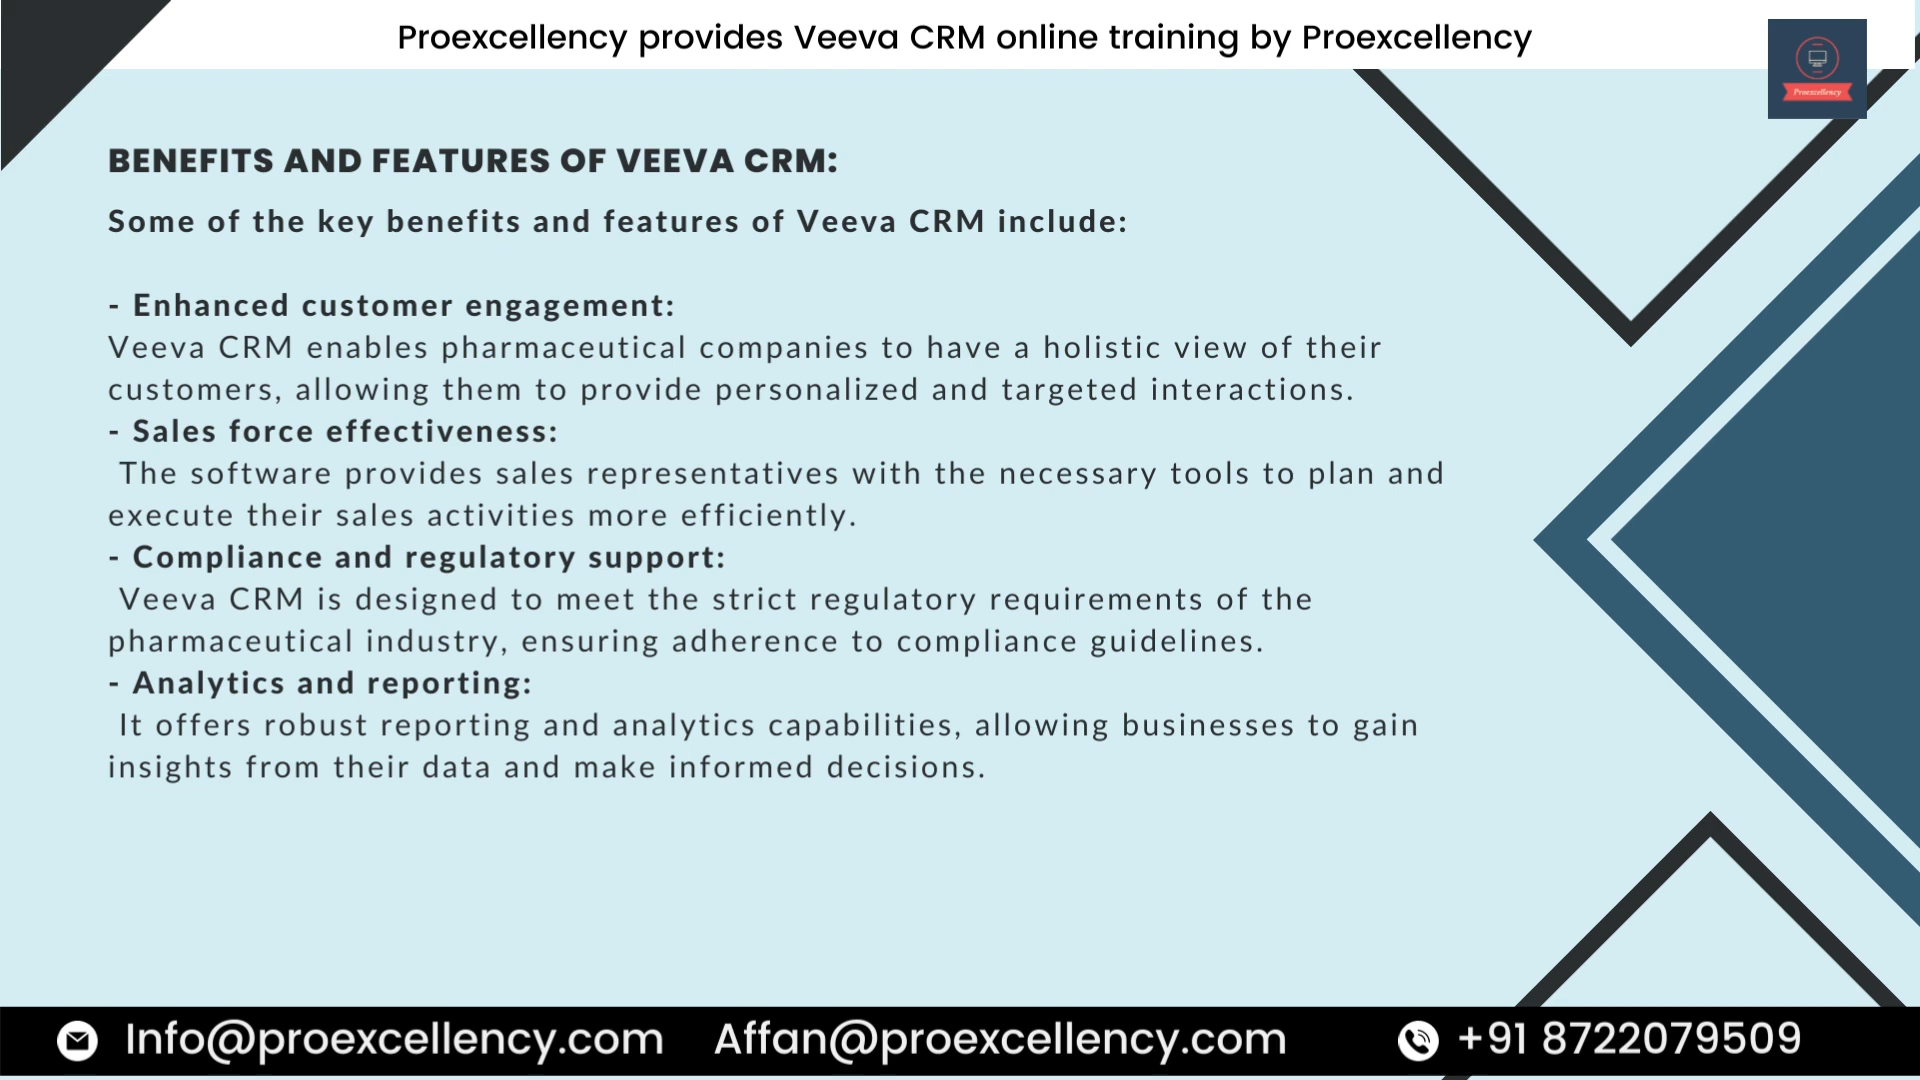 Proexcellency provides Veeva CRM online training by Proexcellency
Proexcellency
BENEFITS AND FEATURES OF VEEVA CRM:
Some of the key benefits and features of Veeva CRM include:
- Enhanced customer engagement:
Veeva CRM enables pharmaceutical companies to have a holistic view of their
customers, allowing them to provide personalized and targeted interactions.
- Sales force effectiveness:
The software provides sales representatives with the necessary tools to plan and
execute their sales activities more efficiently.
- Compliance and regulatory support:
Veeva CRM is designed to meet the strict regulatory requirements of the
pharmaceutical industry, ensuring adherence to compliance guidelines.
- Analytics and reporting:
It offers robust reporting and analytics capabilities, allowing businesses to gain
insights from their data and make informed decisions.
Info@proexcellency.com Affan@proexcellency.com +91 8722079509